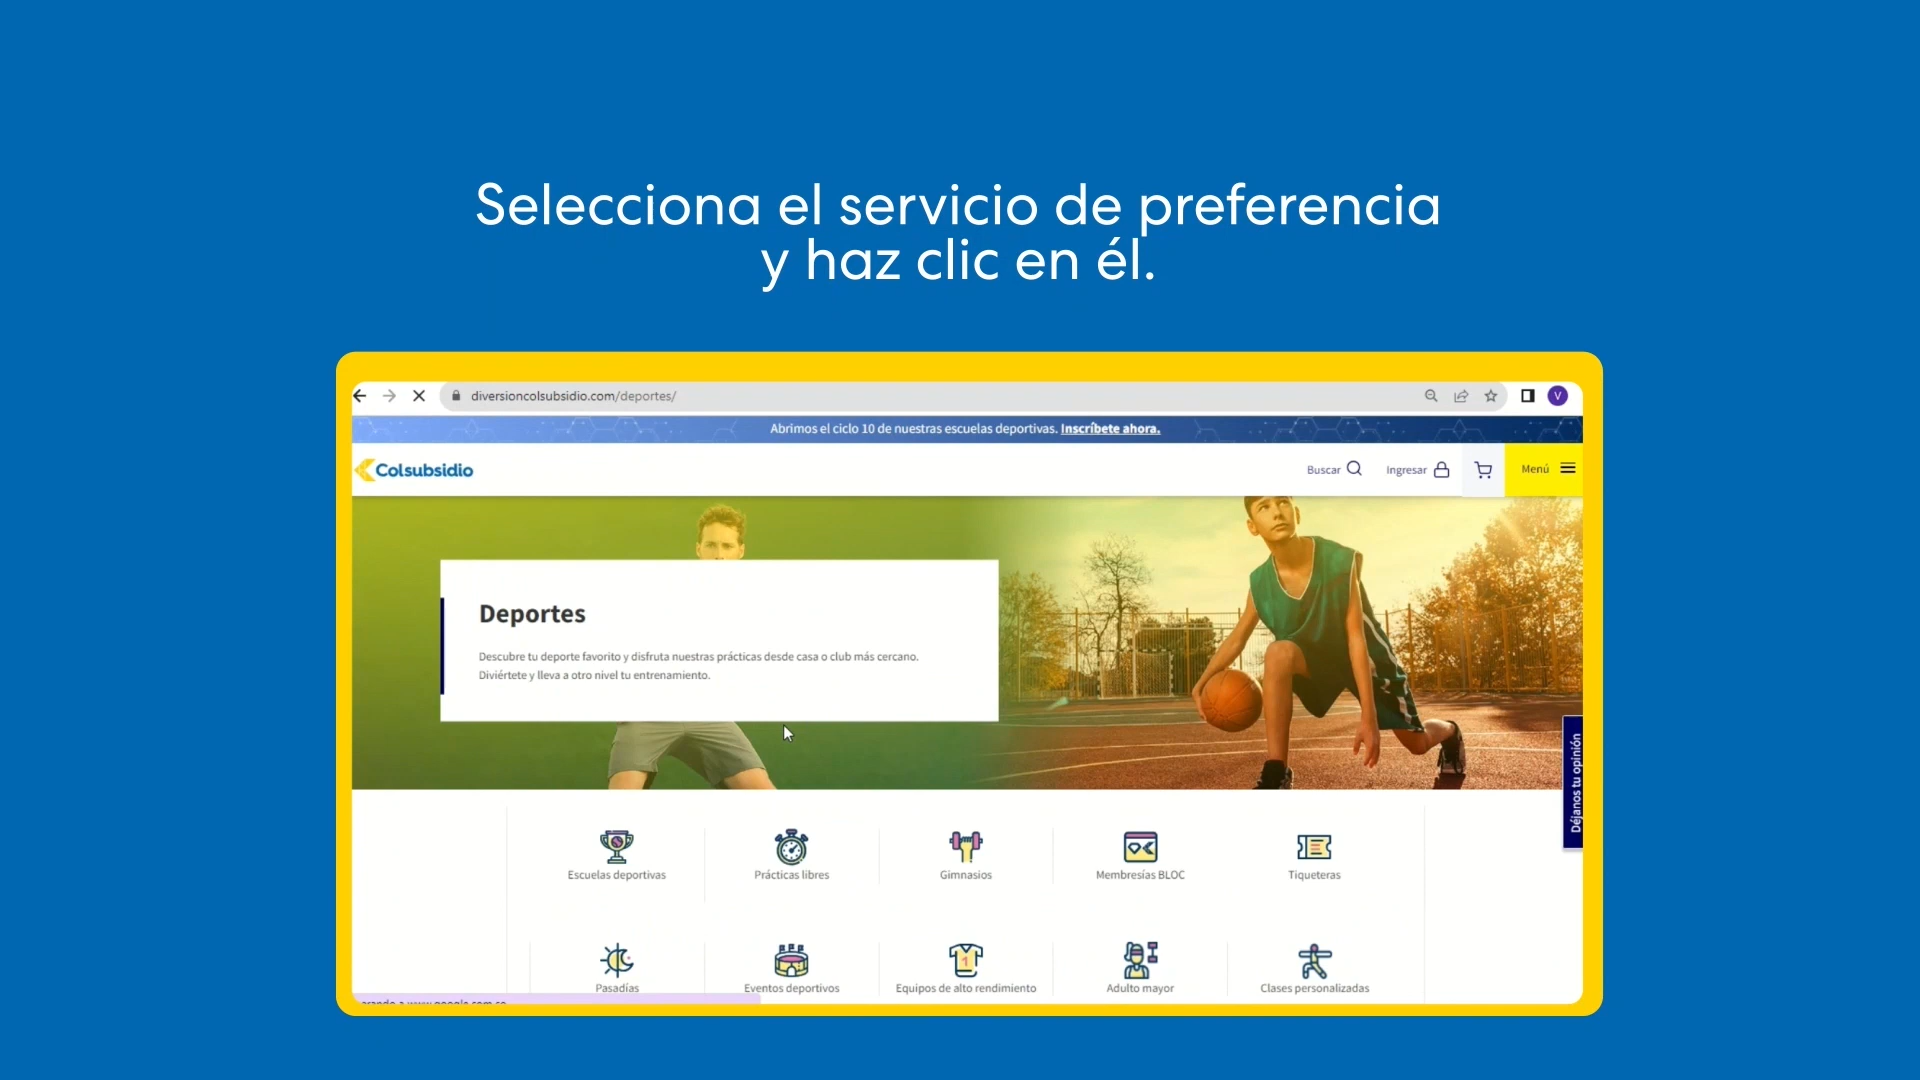 Selecciona el servicio de preferencia
y haz clic en él.
diversioncolsubsidio.com/deportes/
V
Abrimos el ciclo 10 de nuestras escuelas deportivas. Inscríbete ahora.
Colsubsidio
Buscar
Ingresar
Menú
Deportes
Descubre tu deporte favorito y disfruta nuestras prácticas desde casa o club más cercano.
Diviértete y lleva a otro nivel tu entrenamiento.
Déjanos tu opinión
Escuelas deportivas
Prácticas libres
Gimnasios
Membresías BLOC
Tiqueteras
1
Pasadías
Eventos deportivos
Equipos de alto rendimiento
Adulto mayor
Clases personalizadas